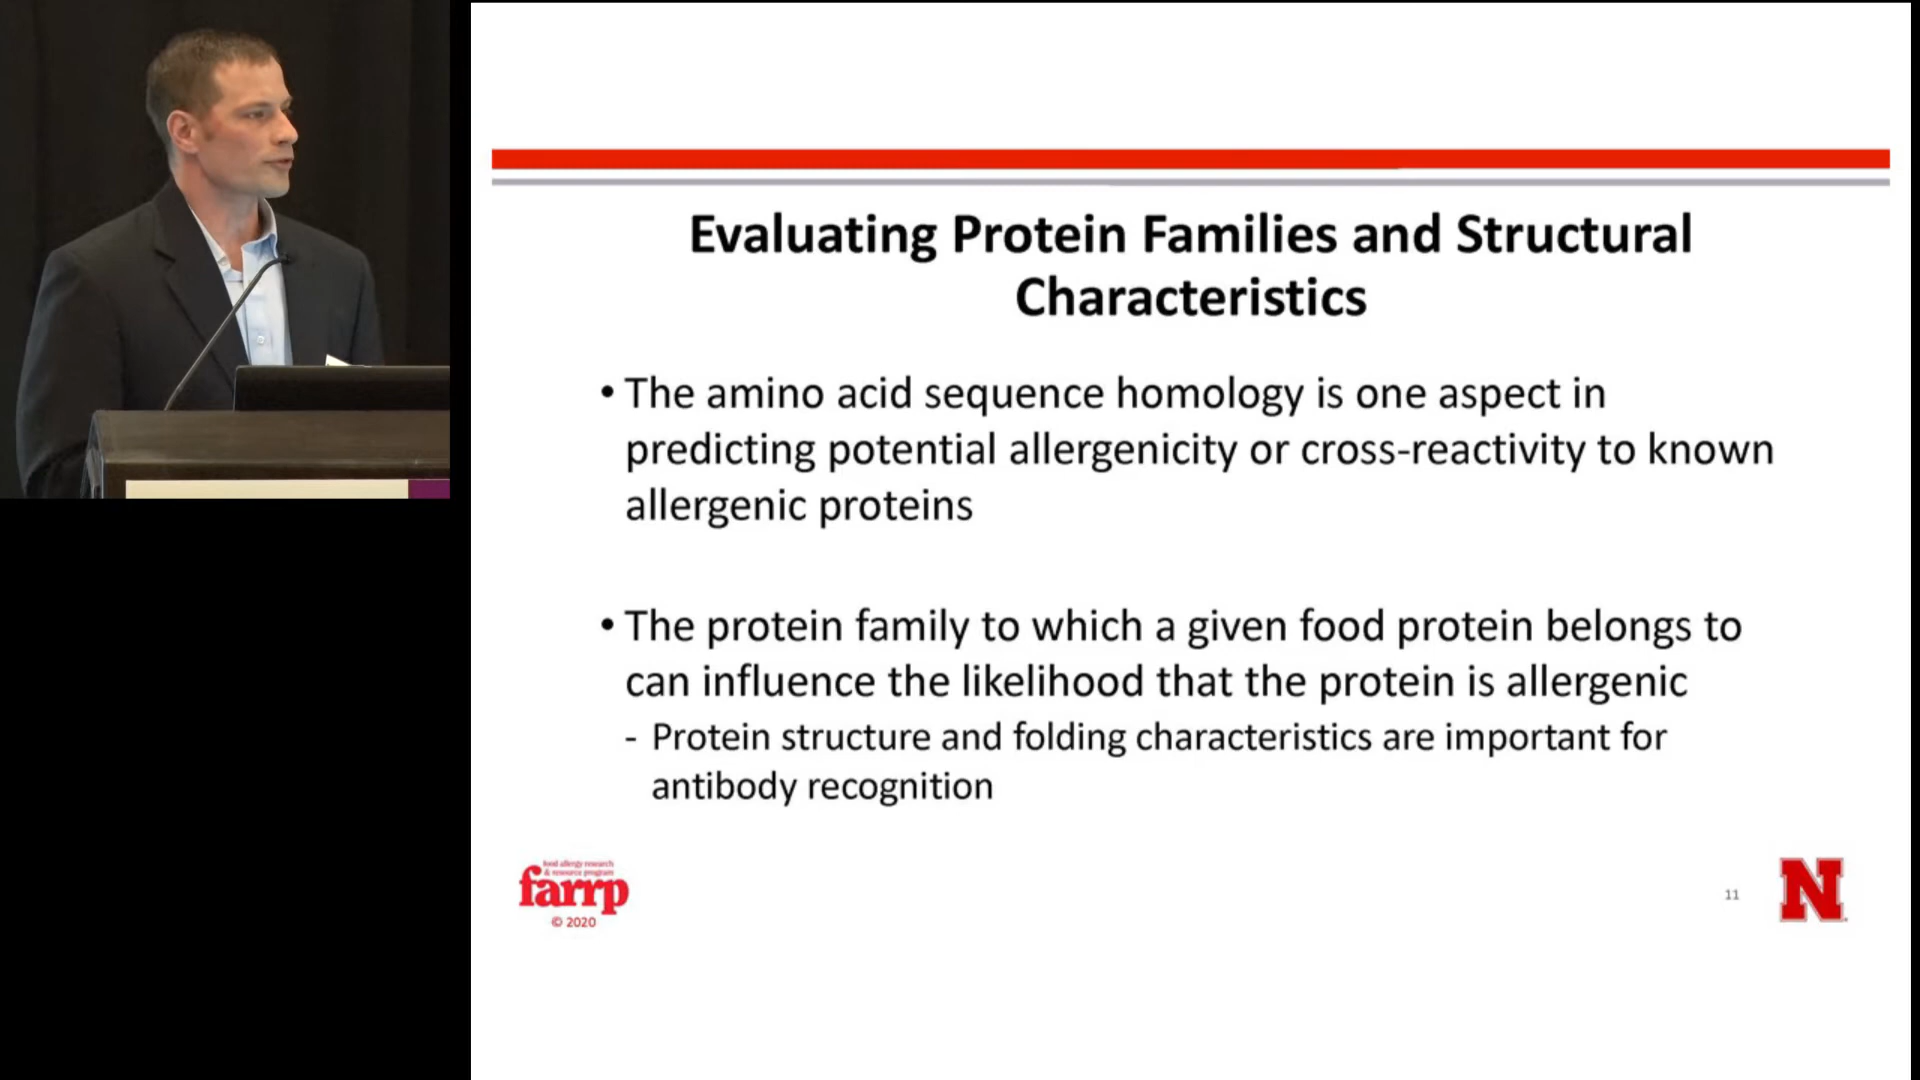 Evaluating Protein Families and Structural
Characteristics
• The amino acid sequence homology is one aspect in
predicting potential allergenicity or cross-reactivity to known
allergenic proteins
• The protein family to which a given food protein belongs to
can influence the likelihood that the protein is allergenic
- Protein structure and folding characteristics are important for
antibody recognition
food allergy research
& resource program
farrp
© 2020
11
N